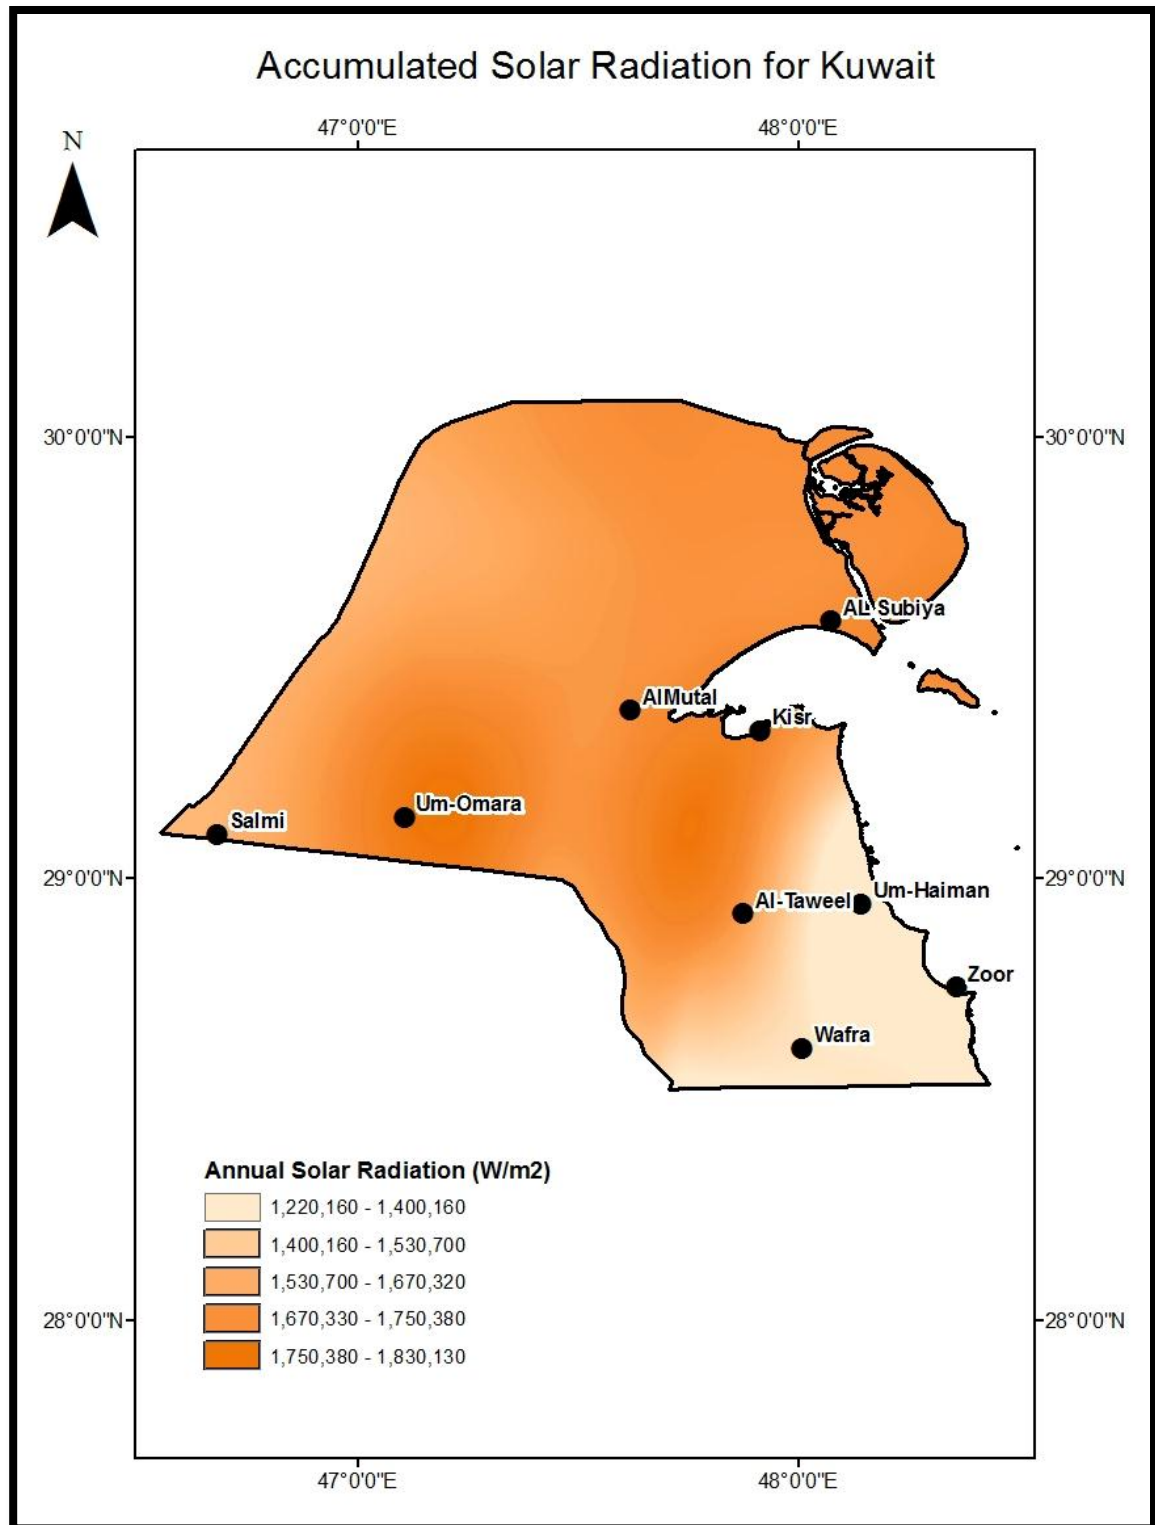 Accumulated Solar Radiation for Kuwait
47°0'0"E 48°0'0"E
N
30°0'0"N 30°0'0"N
AL-Subiya
AlMutal
Kisr
Um-Omara
Salmi
29°0'0"N 29°0'0"N
Um-Haiman
Al-Taweel
Zoor
Wafra
Annual Solar Radiation (W/m2)
1,220,160 - 1,400,160
1,400,160 - 1,530,700
1,530,700 - 1,670,320
1,670,330 - 1,750,380
1,750,380 - 1,830,130
28°0'0"N 28°0'0"N
47°0'0"E 48°0'0"E